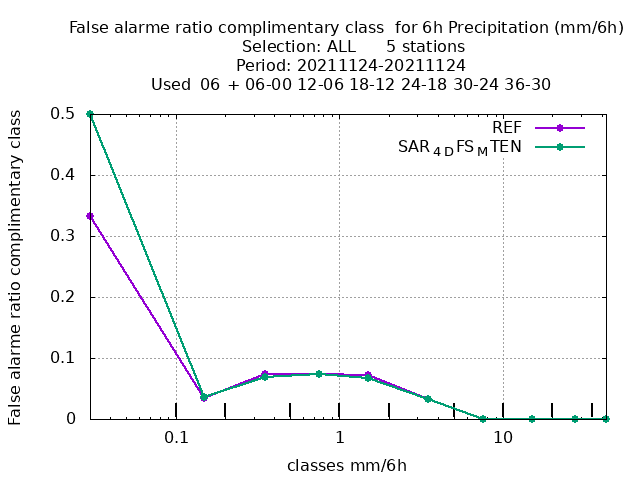 False alarme ratio complimentary class  for 6h Precipitation (mm/6h)
Selection: ALL      5 stations
Period: 20211124-20211124
Used  06  + 06-00 12-06 18-12 24-18 30-24 36-30
False alarme ratio complimentary class
0.5
0.4
0.3
0.2
0.1
0
REF
SAR4DFSMTEN
0.1
1
10
classes mm/6h